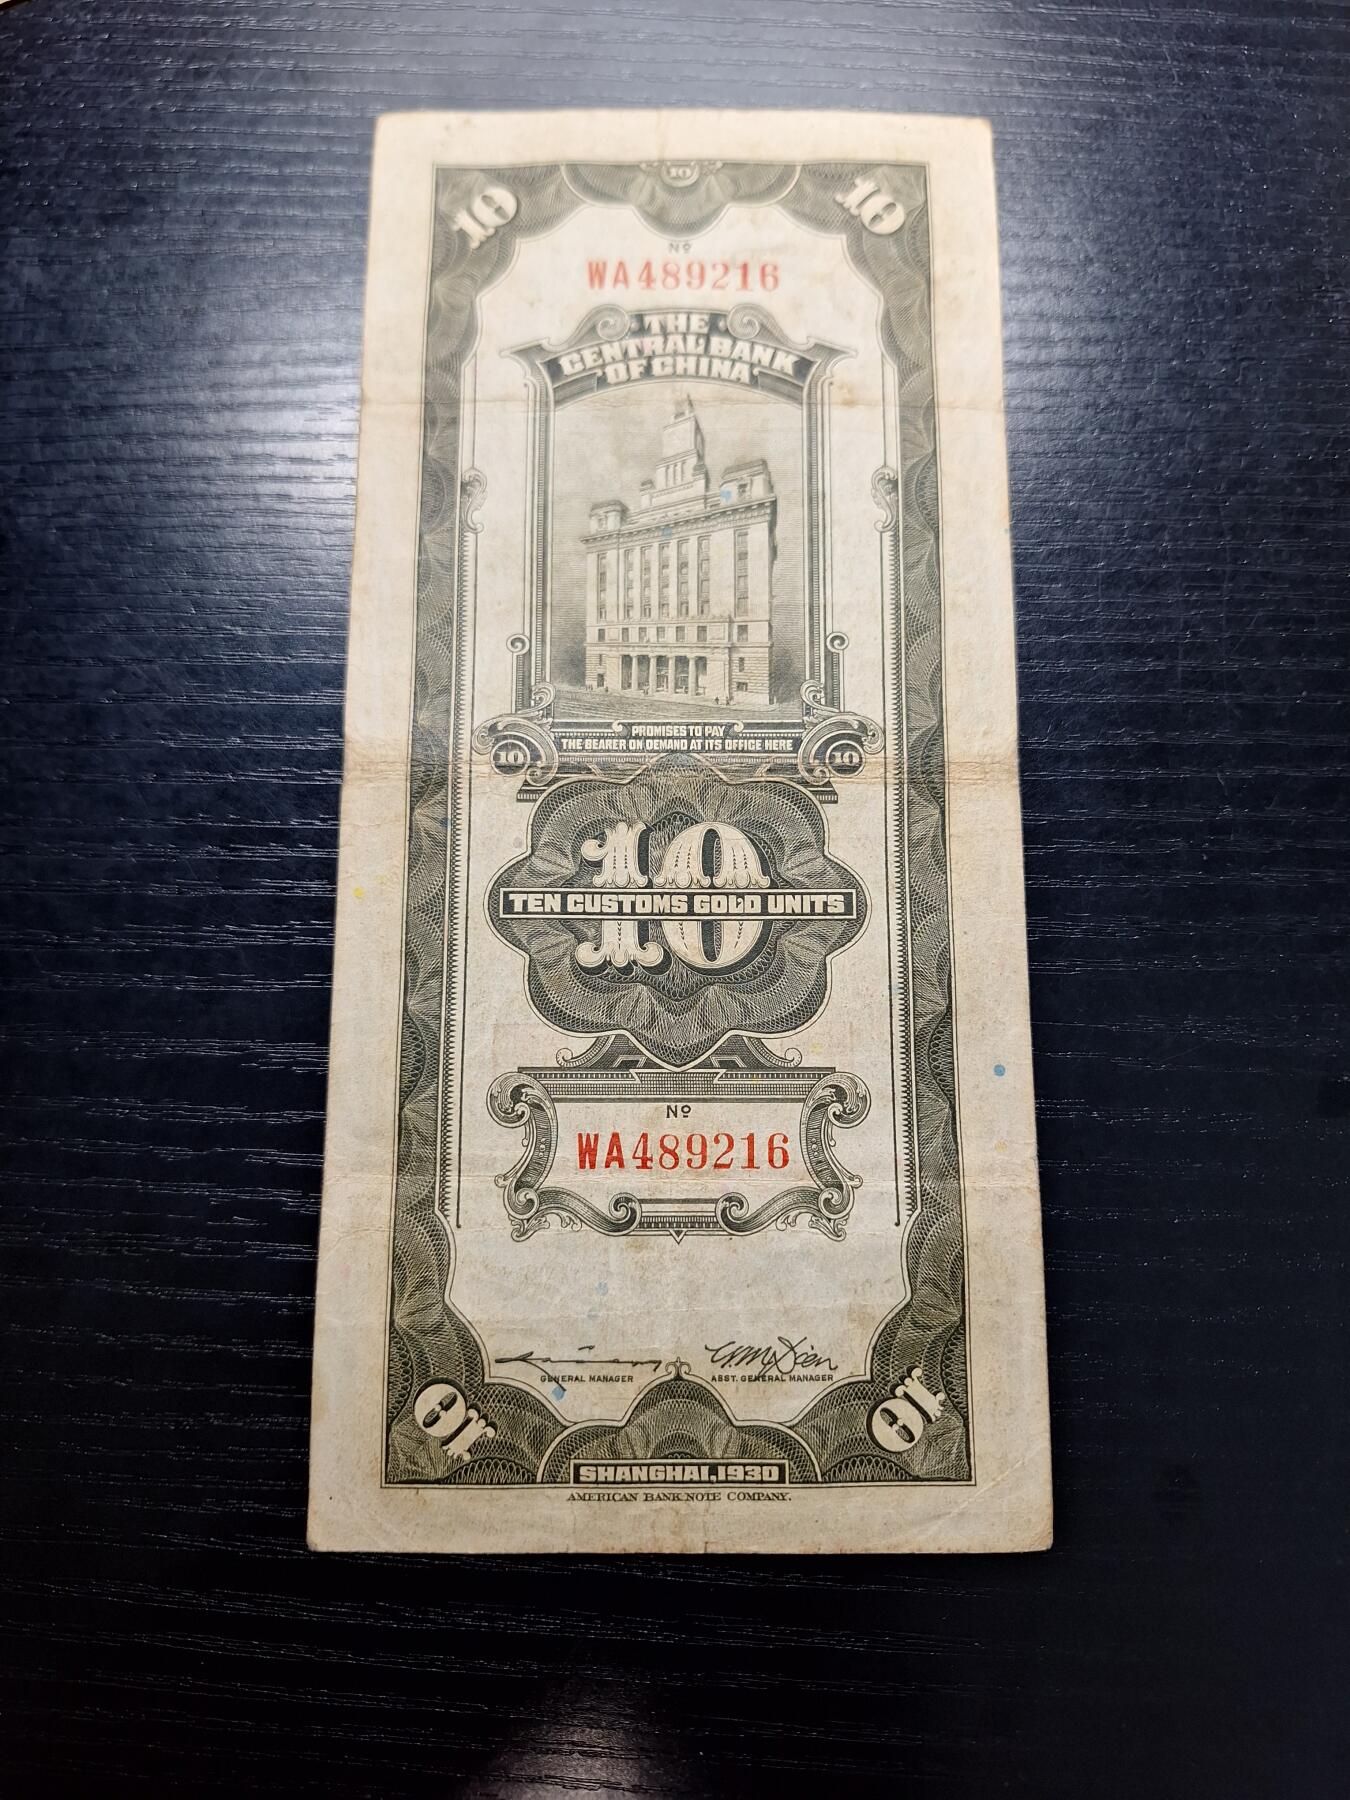 10
10
10
Nº
WA489216
THE
CENTRAL BANK
OF CHINA
PROMISES TO PAY
THE BEARER ON DEMAND AT ITS OFFICE HERE
10
10
10
TEN CUSTOMS GOLD UNITS
Nº
WA489216
GENERAL MANAGER
ASST. GENERAL MANAGER
10
10
SHANGHAI, 1930
AMERICAN BANK NOTE COMPANY.